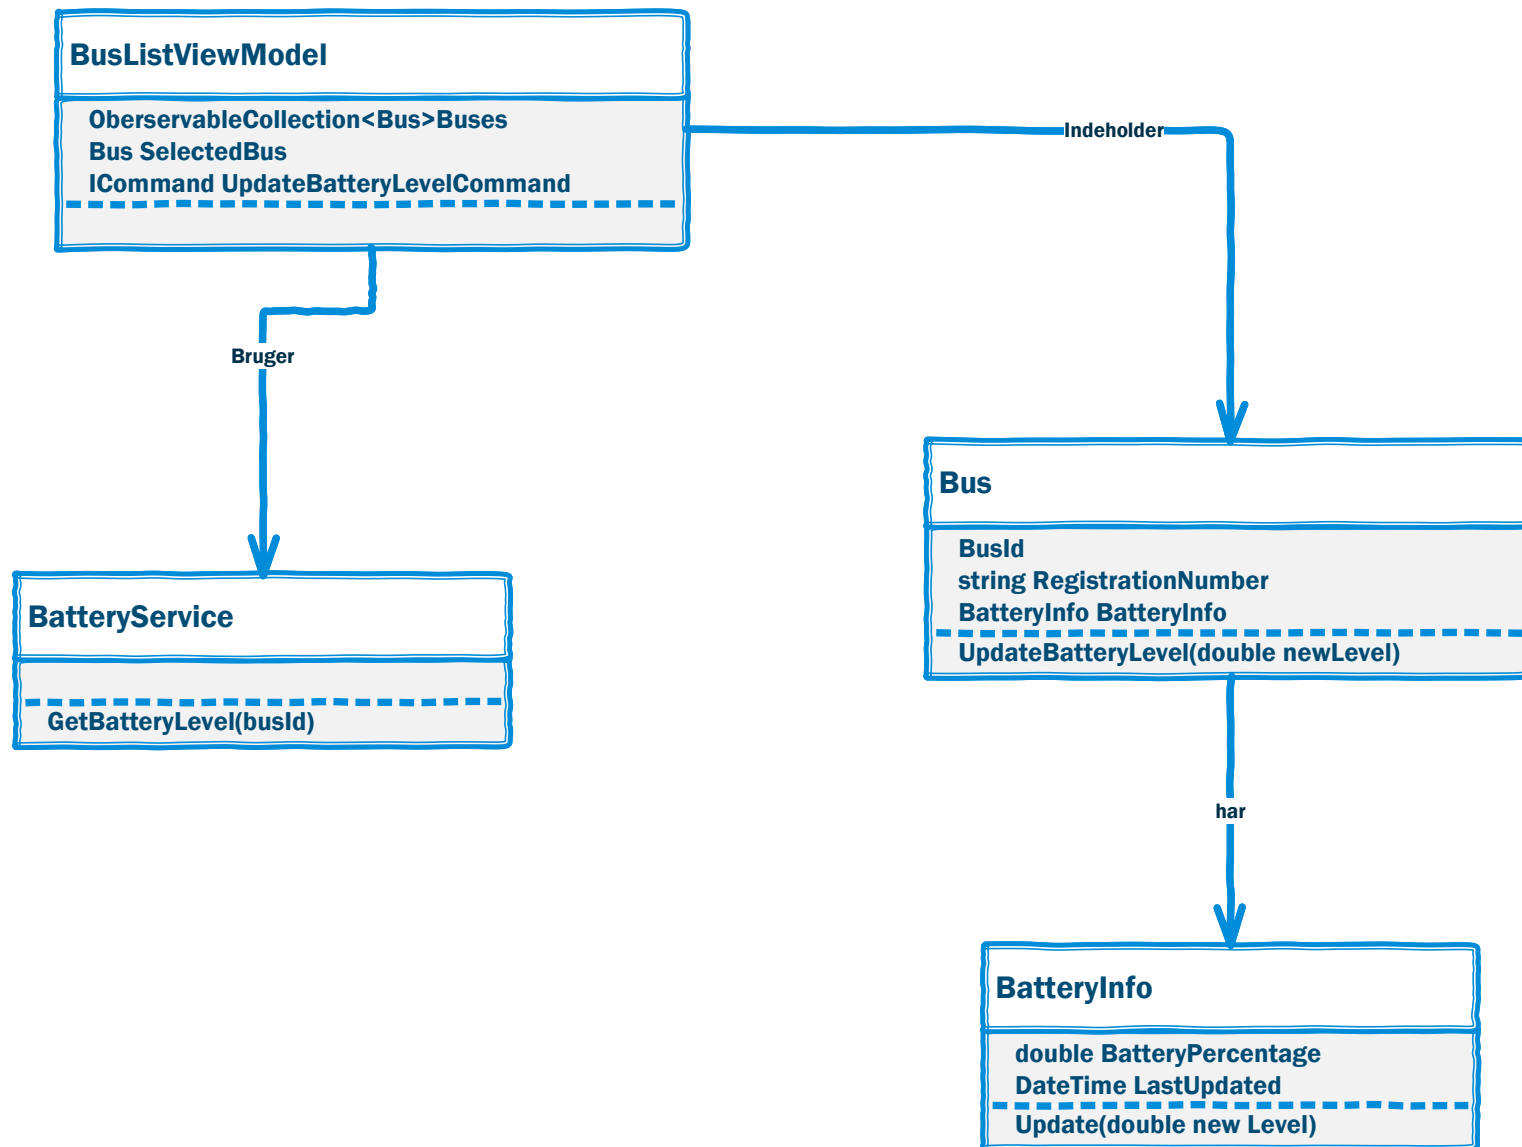 BusListViewModel
OberservableCollection<Bus>Buses
Bus SelectedBus
ICommand UpdateBatteryLevelCommand
Indeholder
Bruger
BatteryService
GetBatteryLevel(busId)
Bus
BusId
string RegistrationNumber
BatteryInfo BatteryInfo
UpdateBatteryLevel(double newLevel)
har
BatteryInfo
double BatteryPercentage
DateTime LastUpdated
Update(double new Level)